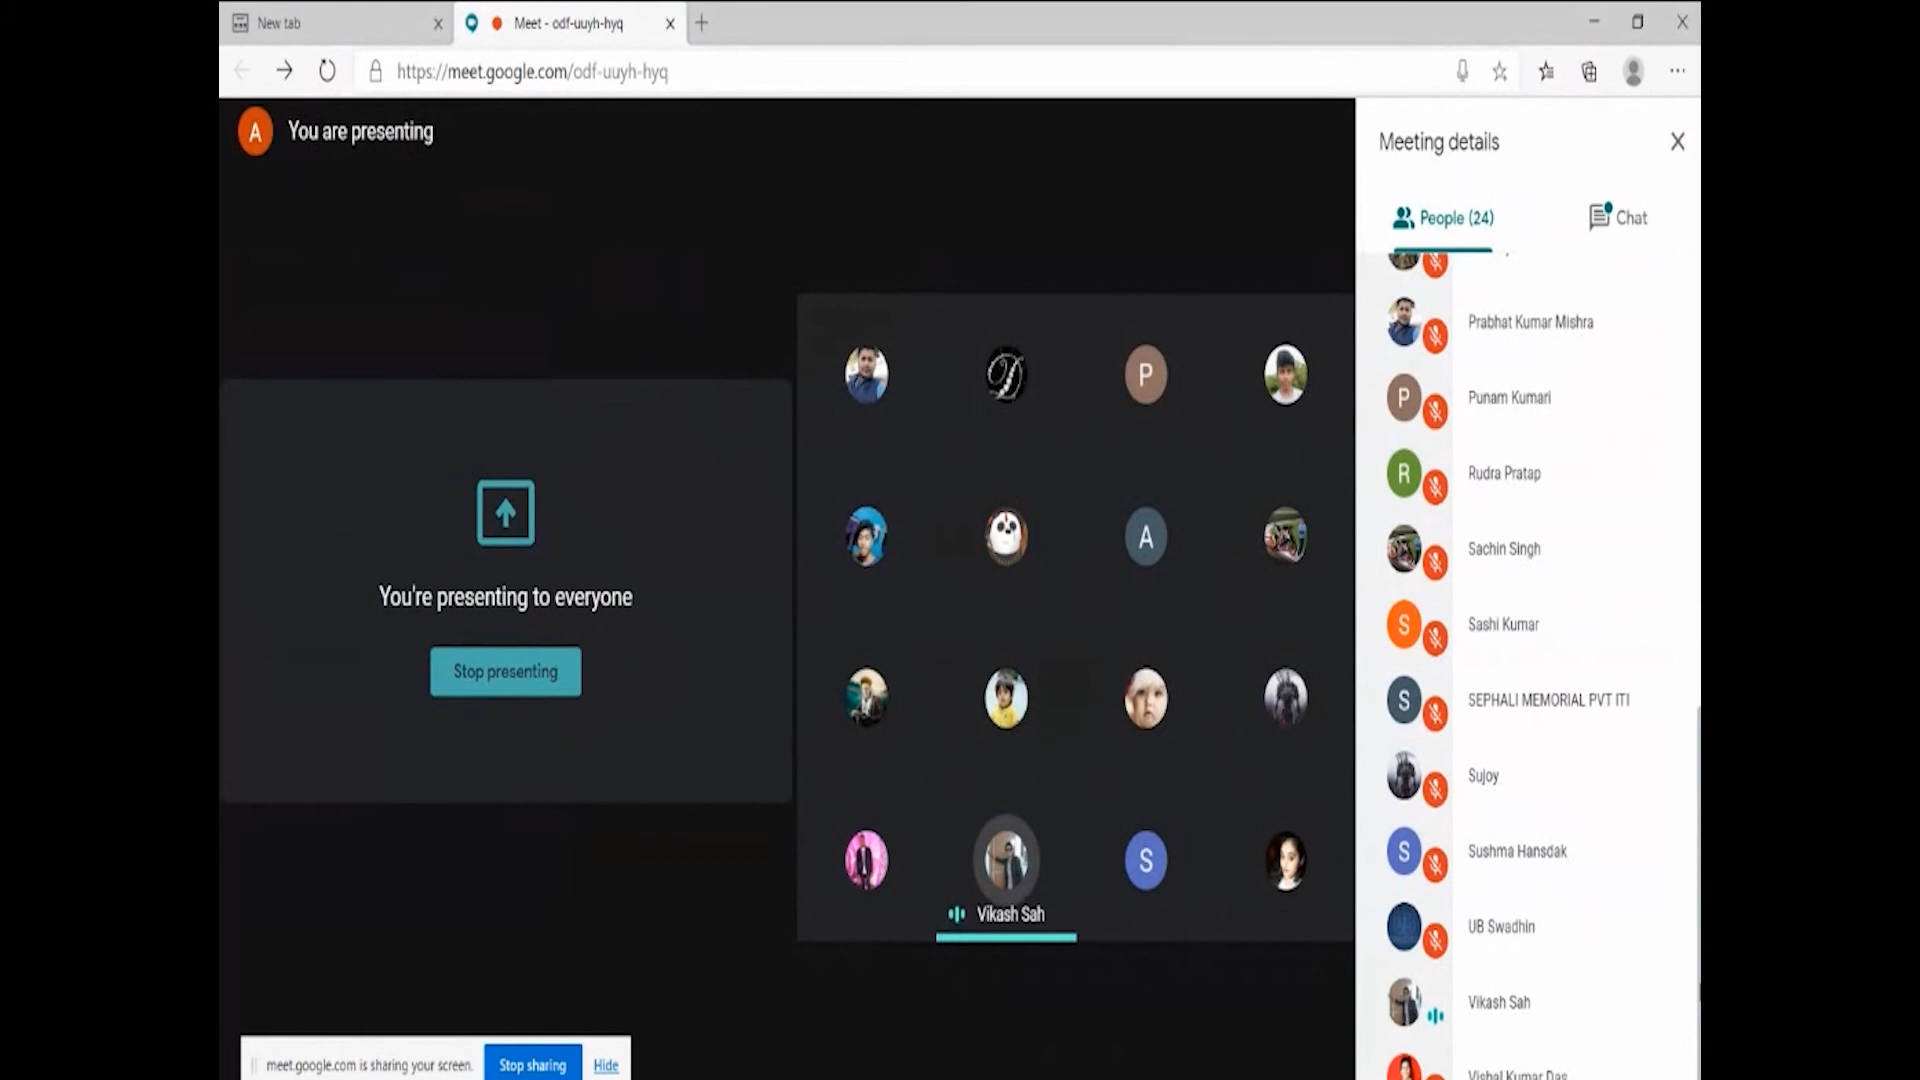 New tab
Meet - odf-uuyh-hyq
https://meet.google.com/odf-uuyh-hyq
A
You are presenting
Meeting details
People (24)
Chat
Prabhat Kumar Mishra
P
Punam Kumari
R
Rudra Pratap
Sachin Singh
S
Sashi Kumar
S
SEPHALI MEMORIAL PVT ITI
Sujoy
S
Sushma Hansdak
UB Swadhin
Vikash Sah
Vishal Kumar Das
D
P
A
S
Vikash Sah
You're presenting to everyone
Stop presenting
meet.google.com is sharing your screen.
Stop sharing
Hide